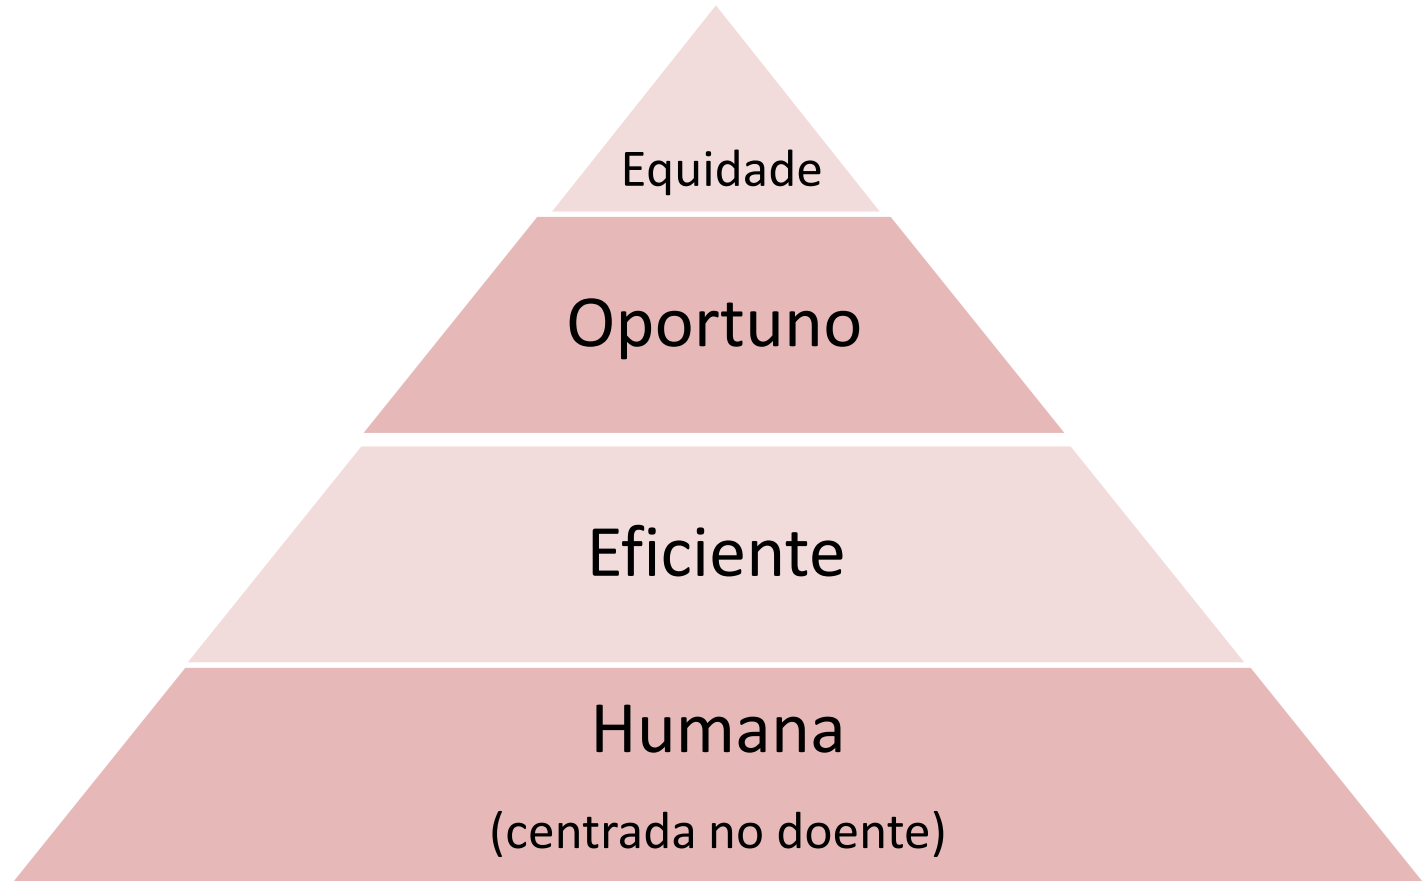 Equidade
Oportuno
Eficiente
Humana
(centrada no doente)